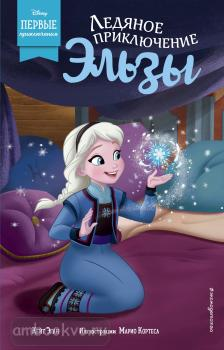 Disney
ПЕРВЫЕ
приключения
ЛЕДЯНОЕ
ПРИКЛЮЧЕНИЕ
ЭЛЬЗЫ
Иллюстрации Марио Кортеса